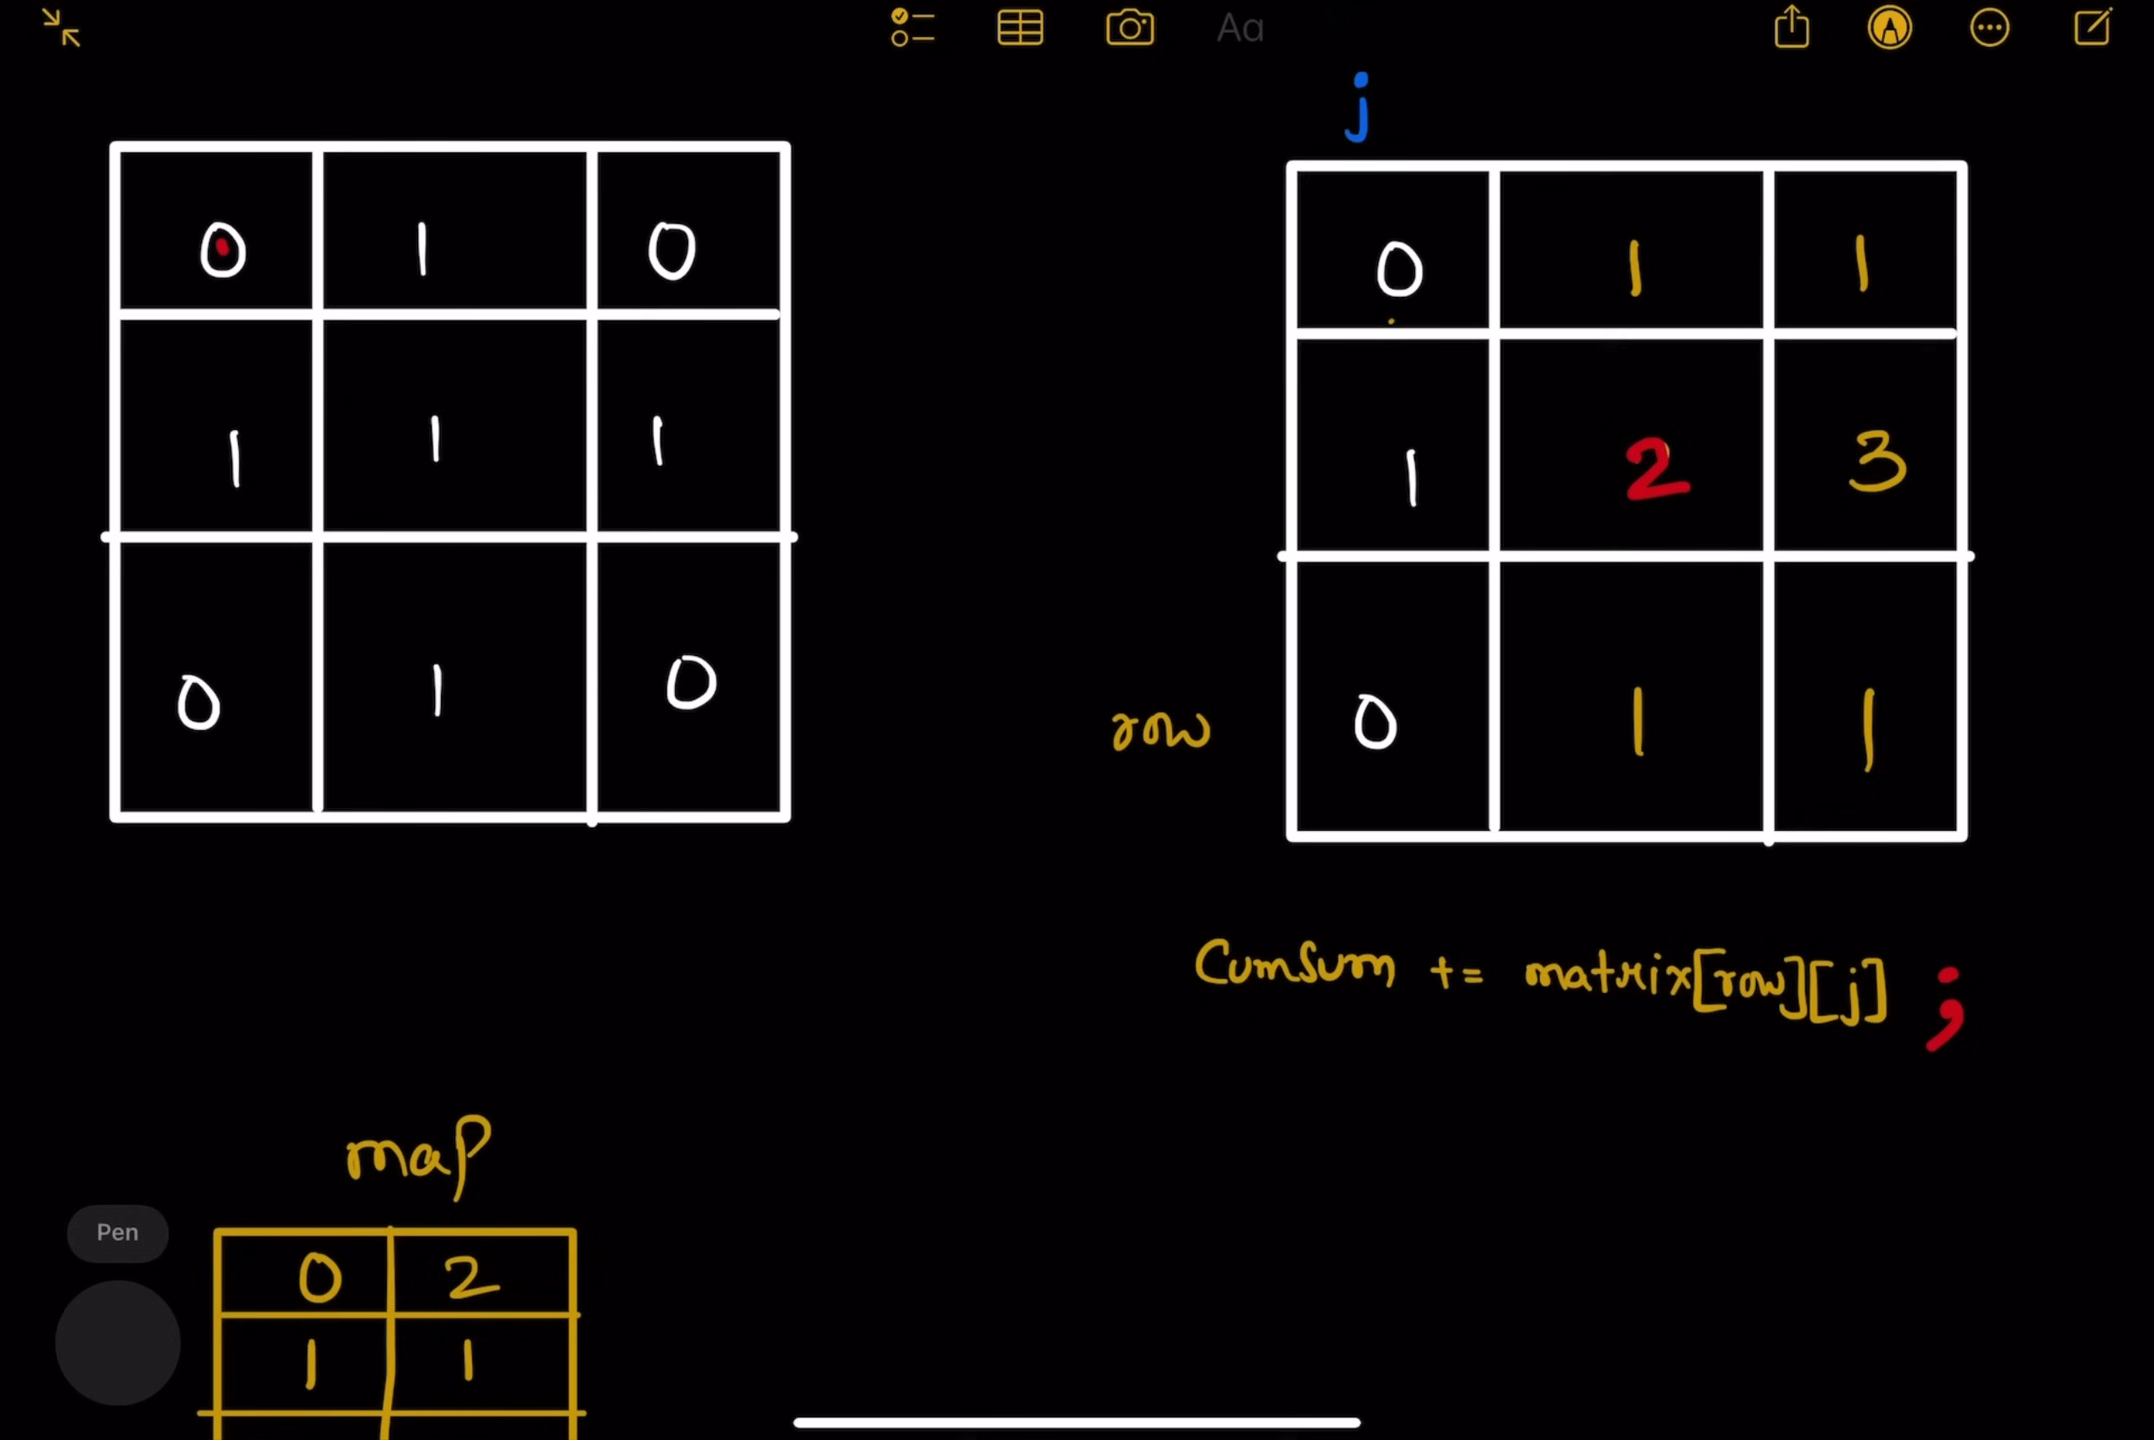 Aa
j
0 1 0
1 1 1
0 1 0
0 1 1
1 2 3
row 0 1 1
CumSum += matrix[row][j] ;
map
Pen
0 2
1 1